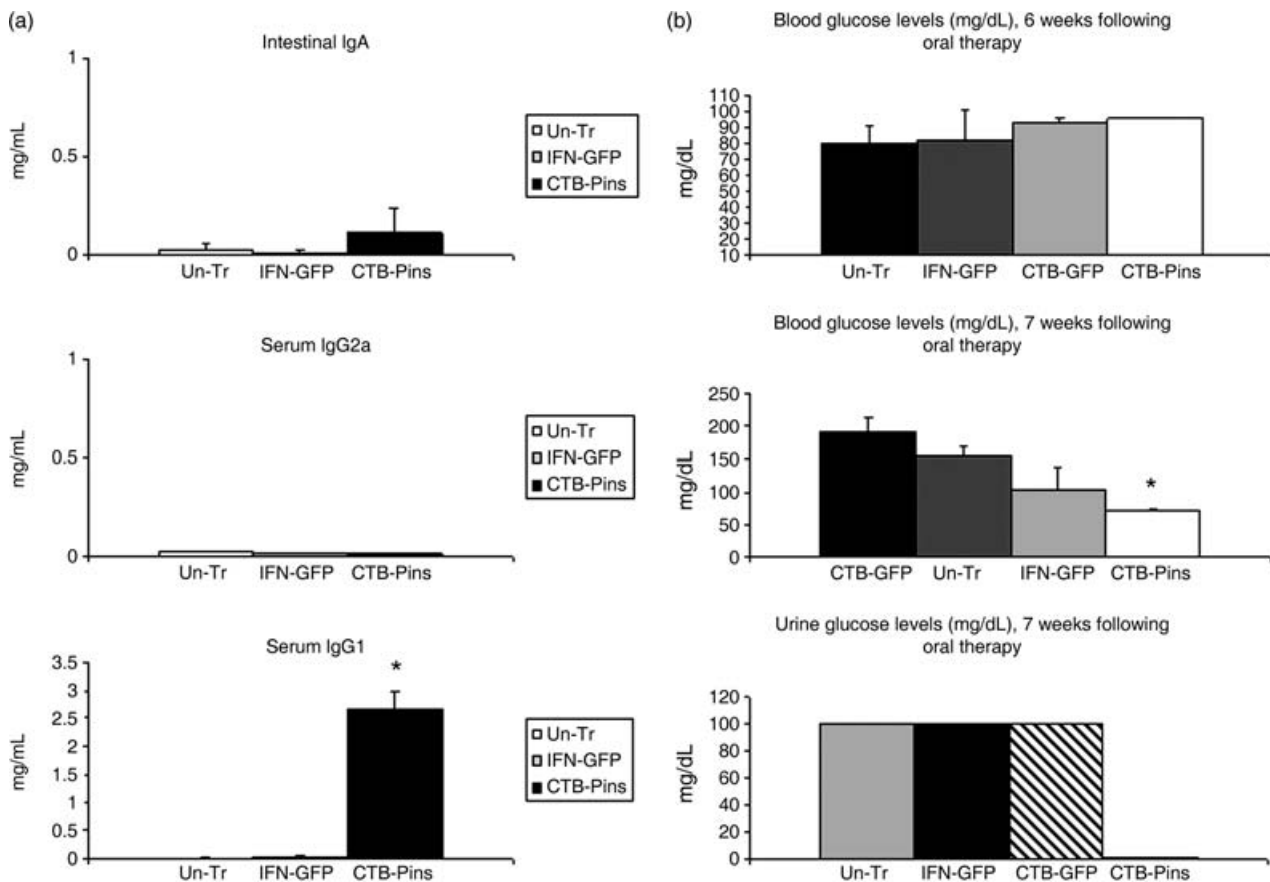 (a)
Intestinal IgA
1
0.5
0
mg/mL
Un-Tr
IFN-GFP
CTB-Pins
Un-Tr IFN-GFP CTB-Pins
Serum IgG2a
1
0.5
0
mg/mL
Un-Tr
IFN-GFP
CTB-Pins
Un-Tr IFN-GFP CTB-Pins
Serum IgG1
3.5
3
2.5
2
1.5
1
0.5
0
mg/mL
*
Un-Tr
IFN-GFP
CTB-Pins
Un-Tr IFN-GFP CTB-Pins
(b)
Blood glucose levels (mg/dL), 6 weeks following
oral therapy
110
100
90
80
70
60
50
40
30
20
10
mg/dL
Un-Tr IFN-GFP CTB-GFP CTB-Pins
Blood glucose levels (mg/dL), 7 weeks following
oral therapy
250
200
150
100
50
0
mg/dL
*
CTB-GFP Un-Tr IFN-GFP CTB-Pins
Urine glucose levels (mg/dL), 7 weeks following
oral therapy
120
100
80
60
40
20
0
mg/dL
Un-Tr IFN-GFP CTB-GFP CTB-Pins